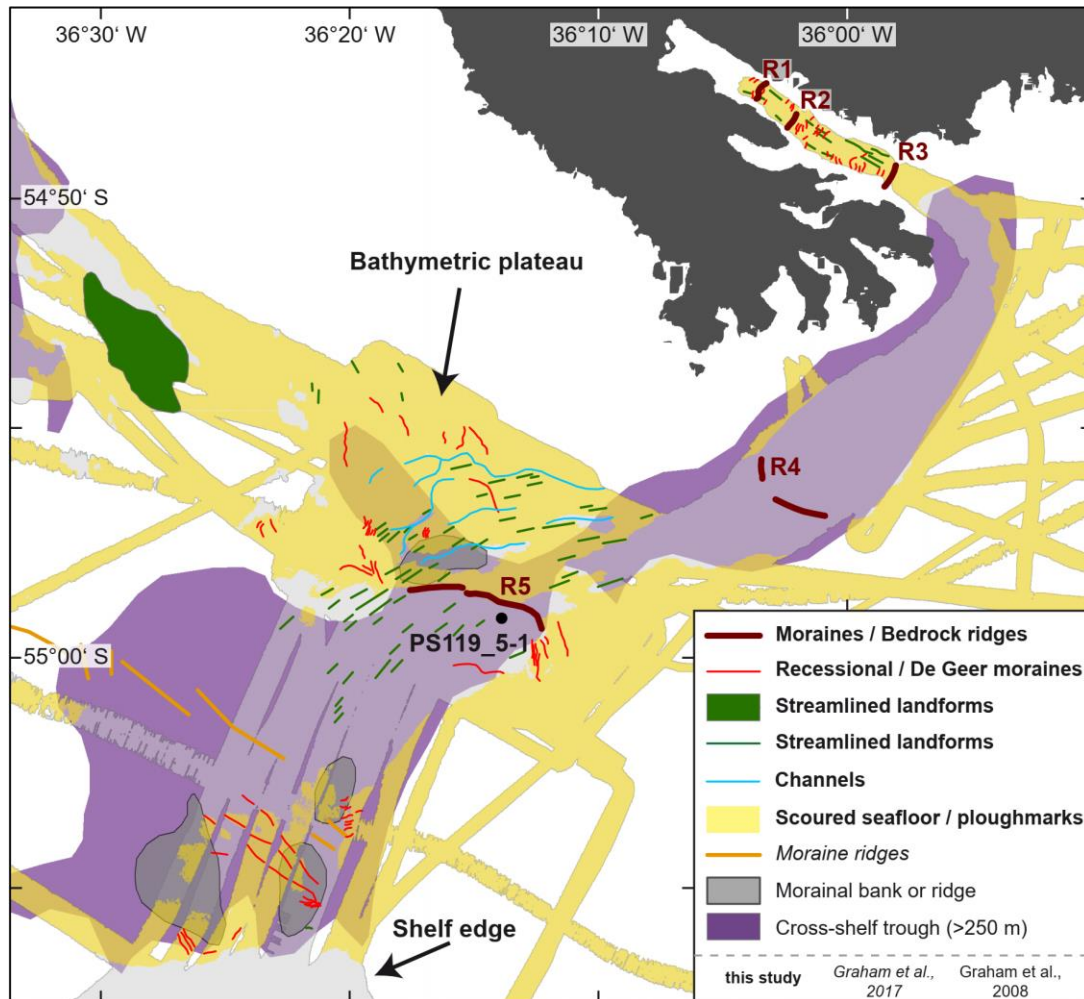 36°30‘ W
36°20‘ W
36°10‘ W
36°00‘ W
R1
R2
R3
54°50‘ S
Bathymetric plateau
R4
R5
PS119_5-1
55°00‘ S
Shelf edge
Moraines / Bedrock ridges
Recessional / De Geer moraines
Streamlined landforms
Streamlined landforms
Channels
Scoured seafloor / ploughmarks
Moraine ridges
Morainal bank or ridge
Cross-shelf trough (>250 m)
this study
Graham et al.,
2017
Graham et al.,
2008